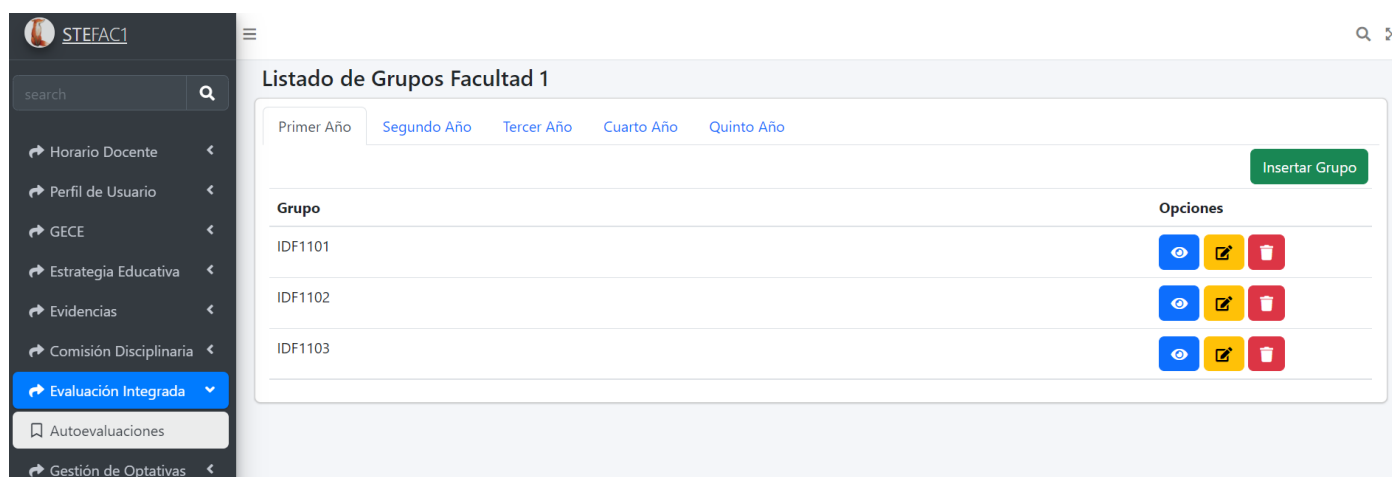 STEFAC1
search
Horario Docente
Perfil de Usuario
GECE
Estrategia Educativa
Evidencias
Comisión Disciplinaria
Evaluación Integrada
Autoevaluaciones
Gestión de Optativas
Listado de Grupos Facultad 1
Primer Año Segundo Año Tercer Año Cuarto Año Quinto Año
Insertar Grupo
Grupo Opciones
IDF1101
IDF1102
IDF1103